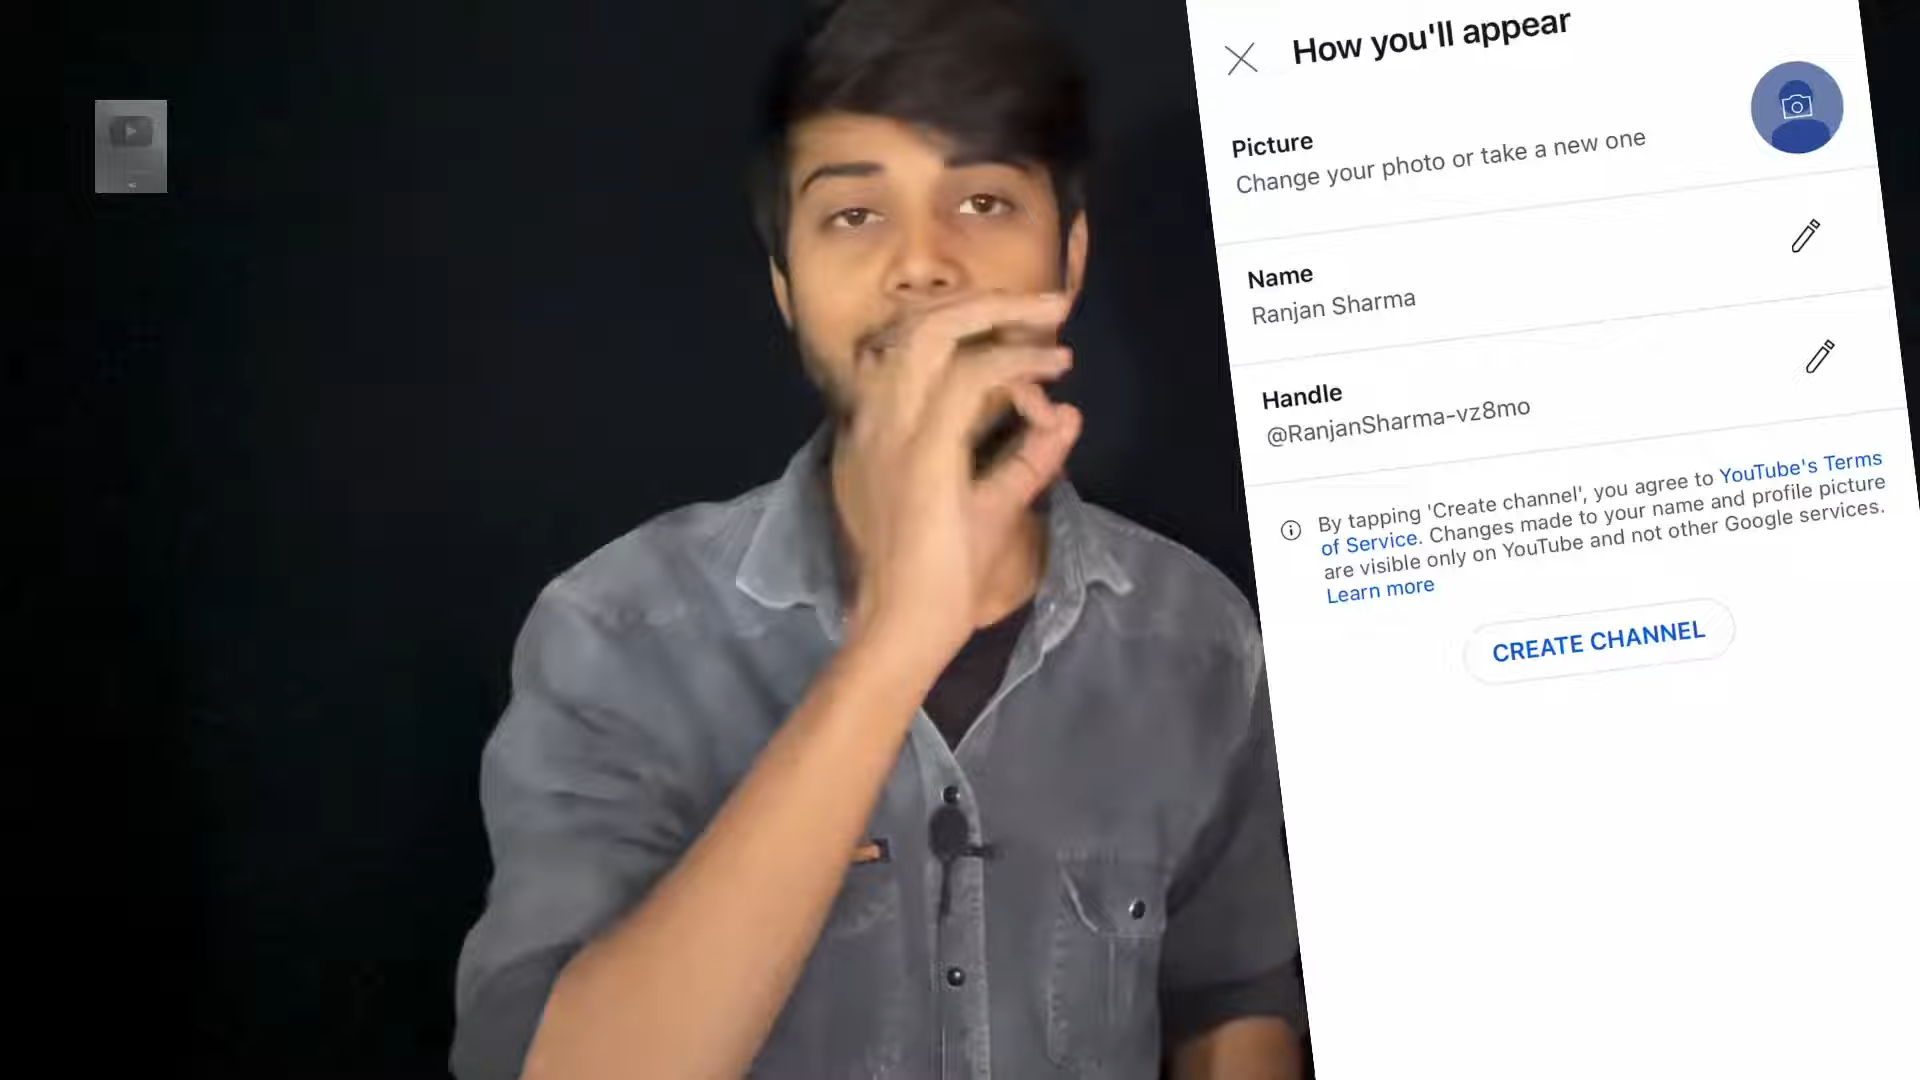 How you'll appear
Picture
Change your photo or take a new one
Name
Ranjan Sharma
Handle
@RanjanSharma-vz8mo
By tapping 'Create channel', you agree to YouTube's Terms
of Service. Changes made to your name and profile picture
are visible only on YouTube and not other Google services.
Learn more
CREATE CHANNEL